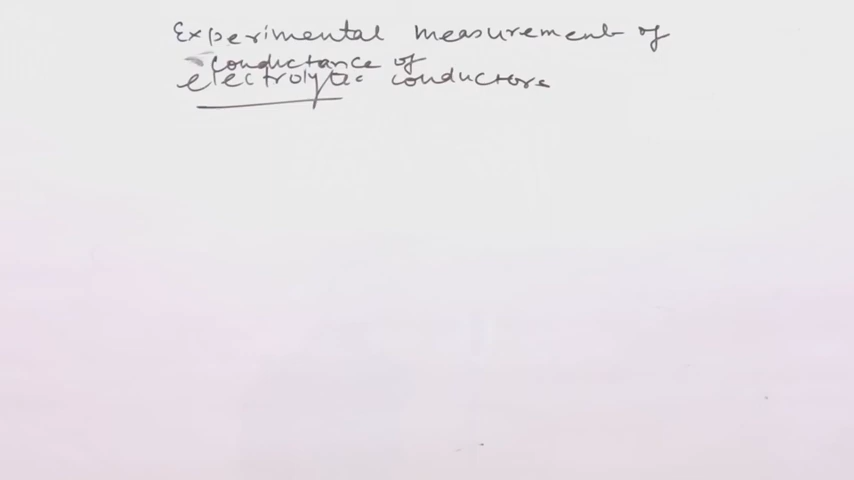 Experimental measurement of
conductance of
electrolytic conductors